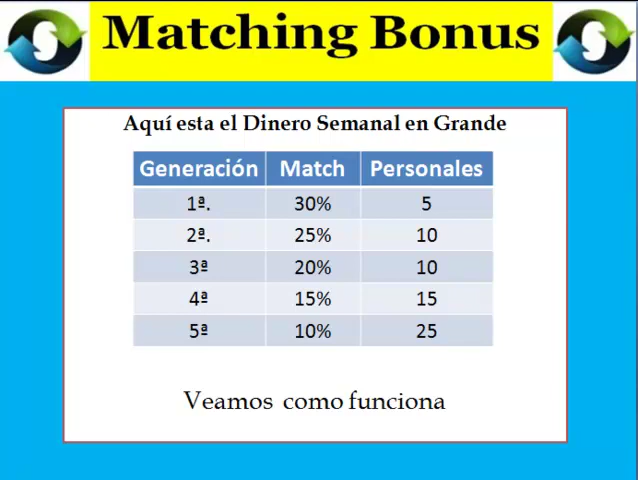 Matching Bonus
Aquí esta el Dinero Semanal en Grande
Generación Match Personales
1ª. 30% 5
2ª. 25% 10
3ª 20% 10
4ª 15% 15
5ª 10% 25
Veamos como funciona